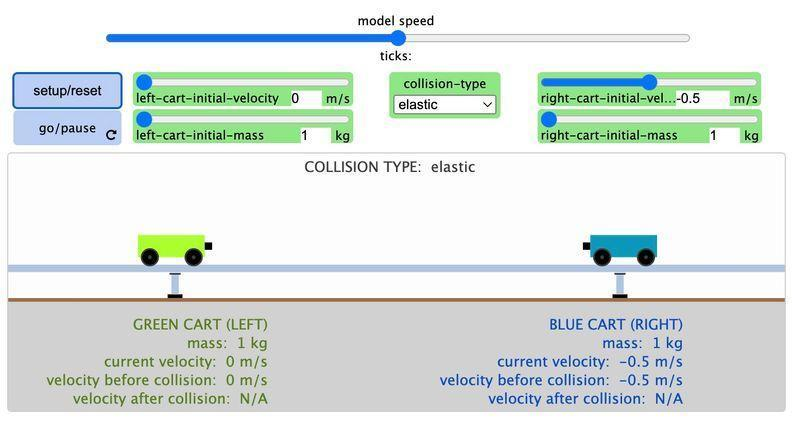 model speed
ticks:
setup/reset
left-cart-initial-velocity 0 m/s
collision-type
elastic
right-cart-initial-vel...-0.5 m/s
go/pause
left-cart-initial-mass 1 kg
right-cart-initial-mass 1 kg
COLLISION TYPE: elastic
GREEN CART (LEFT)
mass: 1 kg
current velocity: 0 m/s
velocity before collision: 0 m/s
velocity after collision: N/A
BLUE CART (RIGHT)
mass: 1 kg
current velocity: −0.5 m/s
velocity before collision: −0.5 m/s
velocity after collision: N/A